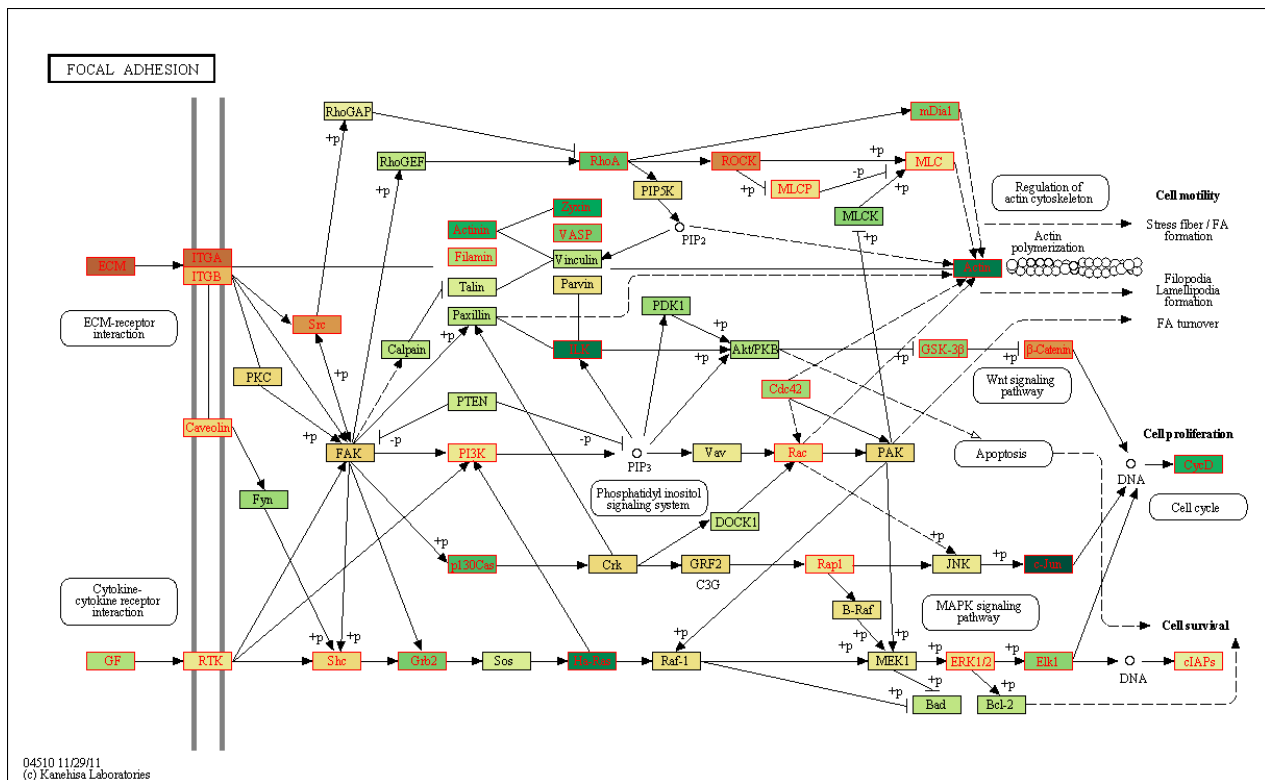 FOCAL ADHESION
RhoGAP
mDia1
+p
RhoGEF
RhoA
ROCK
+p
MLC
-p
+p
MLCP
+p
PIP5K
+p
Regulation of
actin cytoskeleton
Cell motility
Zyxin
MLCK
Actinin
VASP
PIP2
+p
Stress fiber / FA
formation
Actin
polymerization
ITGA
Filamin
Vinculin
ECM
Actin
ITGB
Talin
Parvin
Filopodia
Lamellipodia
formation
Paxillin
PDK1
ECM-receptor
interaction
Src
+p
+p
FA turnover
Calpain
Akt/PKB
GSK-3β
β-Catenin
+p
PKC
+p
Wnt signaling
pathway
Cdc42
PTEN
Caveolin
+p
-p
-p
Cell proliferation
FAK
PI3K
PIP3
Vav
Rac
PAK
Apoptosis
DNA
CycD
Fyn
Phosphatidyl inositol
signaling system
Cell cycle
DOCK1
+p
+p
p130Cas
Crk
GRF2
C3G
Rap1
JNK
+p
c-Jun
Cytokine-
cytokine receptor
interaction
B-Raf
MAPK signaling
pathway
Cell survival
+p
+p
+p
+p
+p
GF
RTK
Shc
Grb2
Sos
Ha-Ras
Raf-1
MEK1
+p
ERK1/2
+p
Elk1
DNA
cIAPs
+p
+p
+p
Bad
Bcl-2
04510 11/29/11
(c) Kanehisa Laboratories